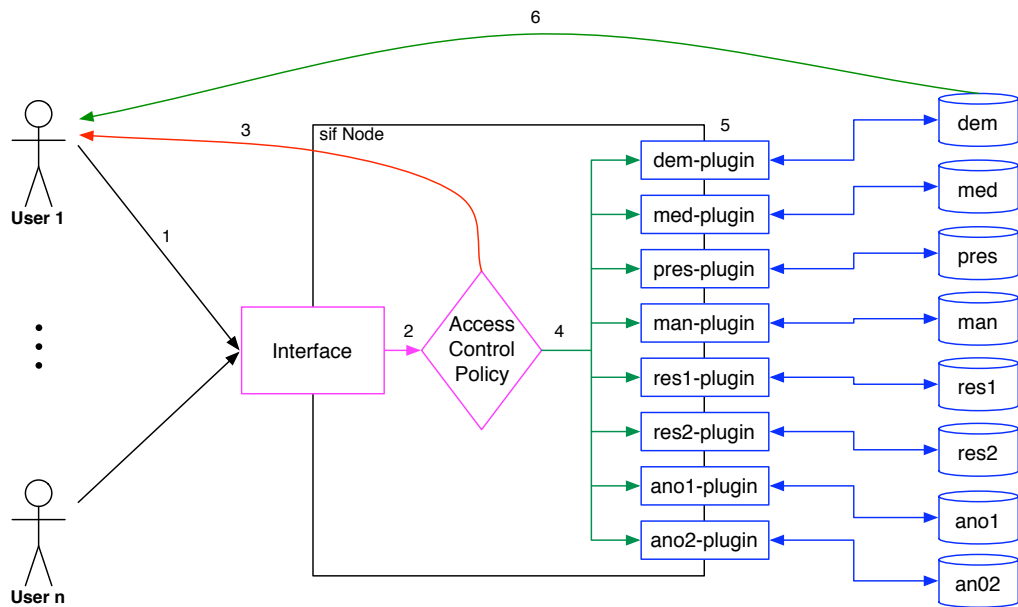 6
3
sif Node
5
dem
dem-plugin
User 1
med
med-plugin
1
pres
pres-plugin
man
man-plugin
Interface
2
Access
Control
Policy
4
res1
res1-plugin
res2
res2-plugin
ano1
ano1-plugin
an02
ano2-plugin
User n